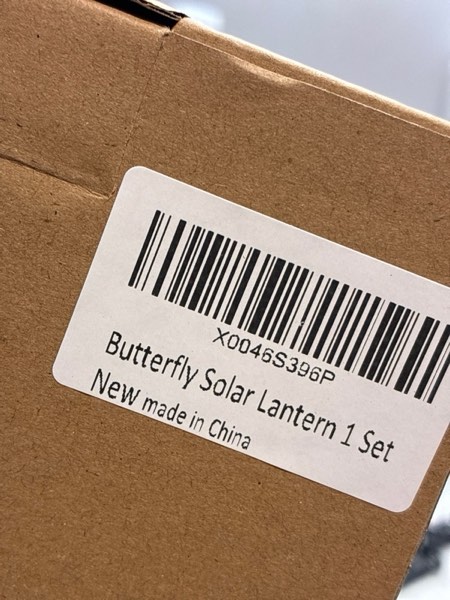 X0046S396P
Butterfly Solar Lantern 1 Set
New made in China